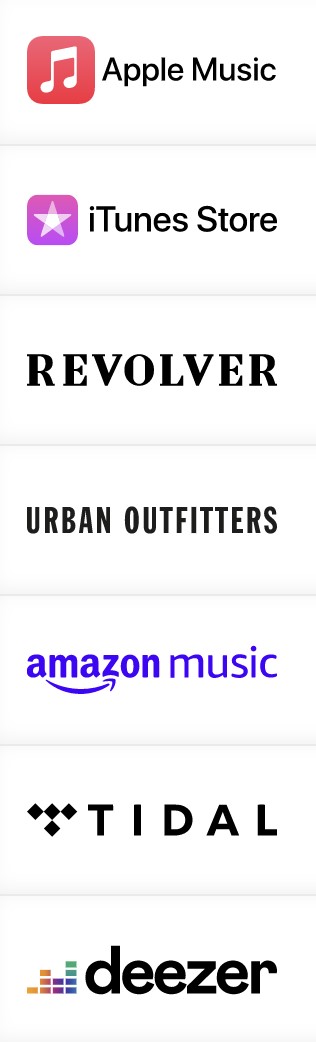 Apple Music
iTunes Store
REVOLVER
URBAN OUTFITTERS
amazon music
TIDAL
deezer